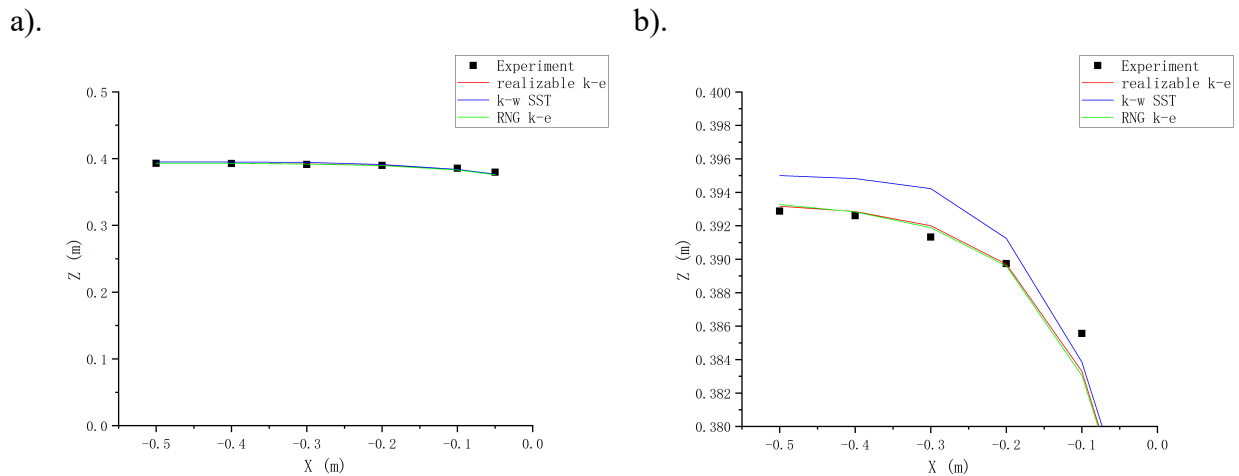 a).
Experiment
realizable k-e
k-w SST
RNG k-e
0.5
0.4
0.3
0.2
0.1
0.0
Z (m)
-0.5 -0.4 -0.3 -0.2 -0.1 0.0
X (m)
b).
Experiment
realizable k-e
k-w SST
RNG k-e
0.400
0.398
0.396
0.394
0.392
0.390
0.388
0.386
0.384
0.382
0.380
Z (m)
-0.5 -0.4 -0.3 -0.2 -0.1 0.0
X (m)